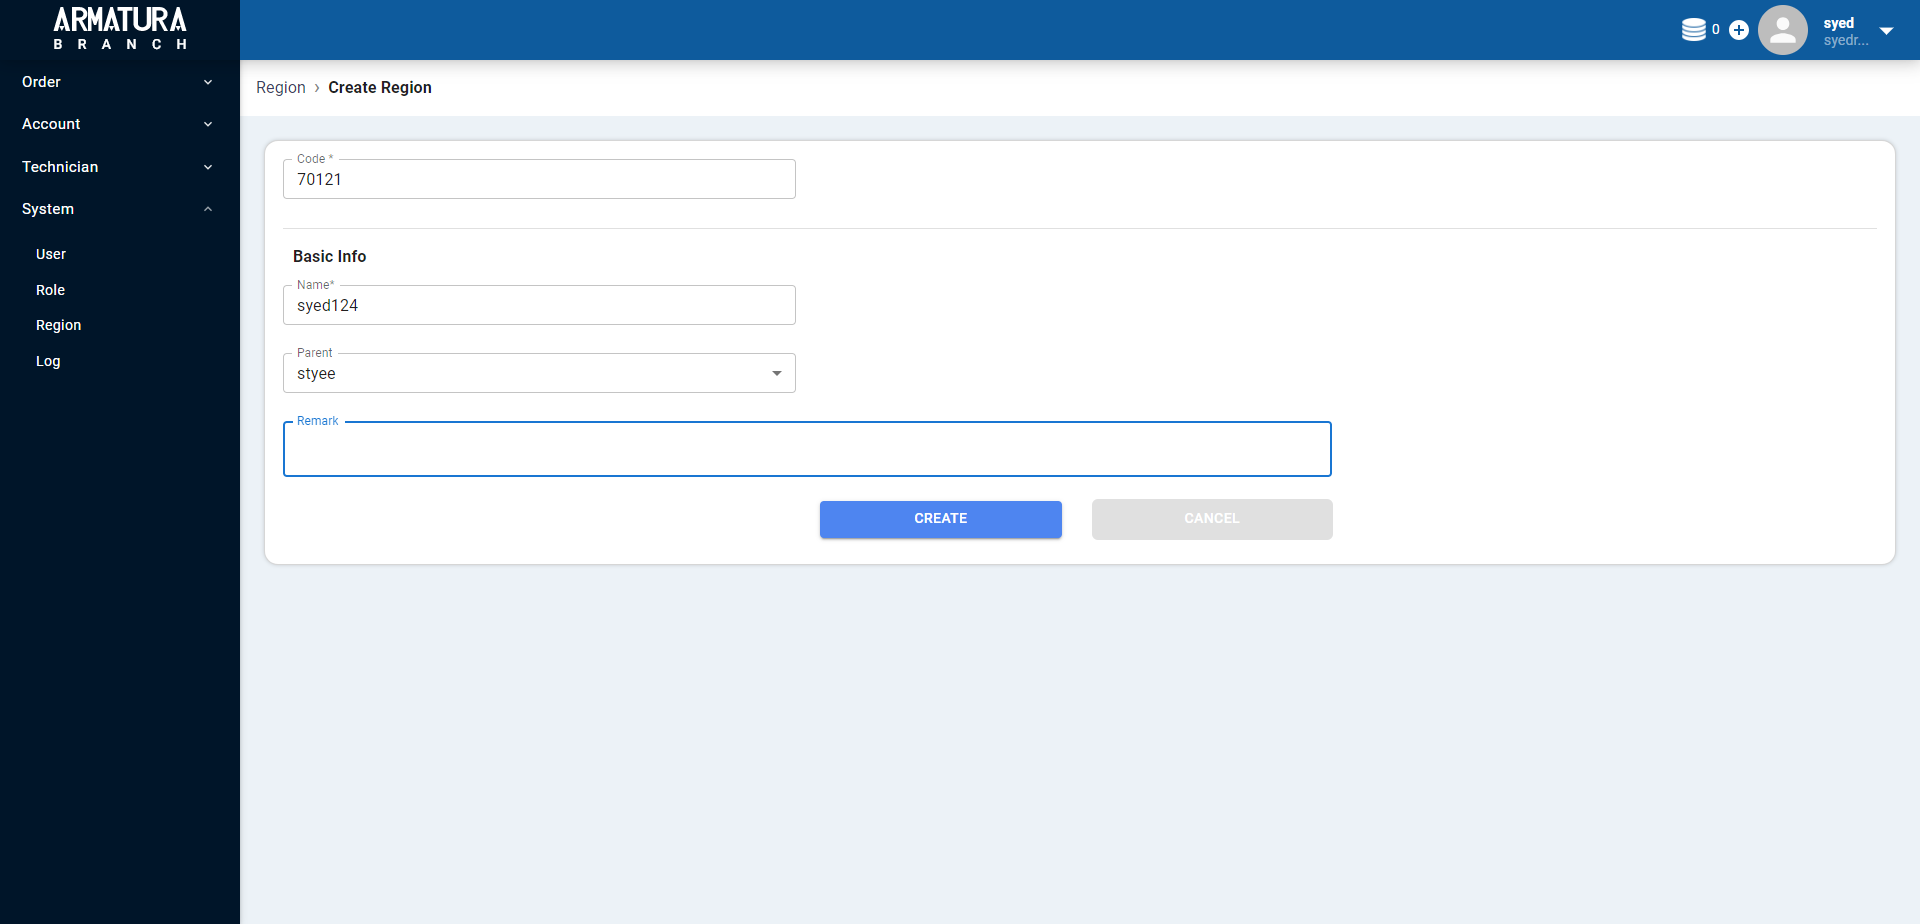 ARMATURA
BRANCH
0
syed
syedr...
Order
Account
Technician
System
User
Role
Region
Log
Region › Create Region
Code *
70121
Basic Info
Name*
syed124
Parent
styee
Remark
CREATE
CANCEL